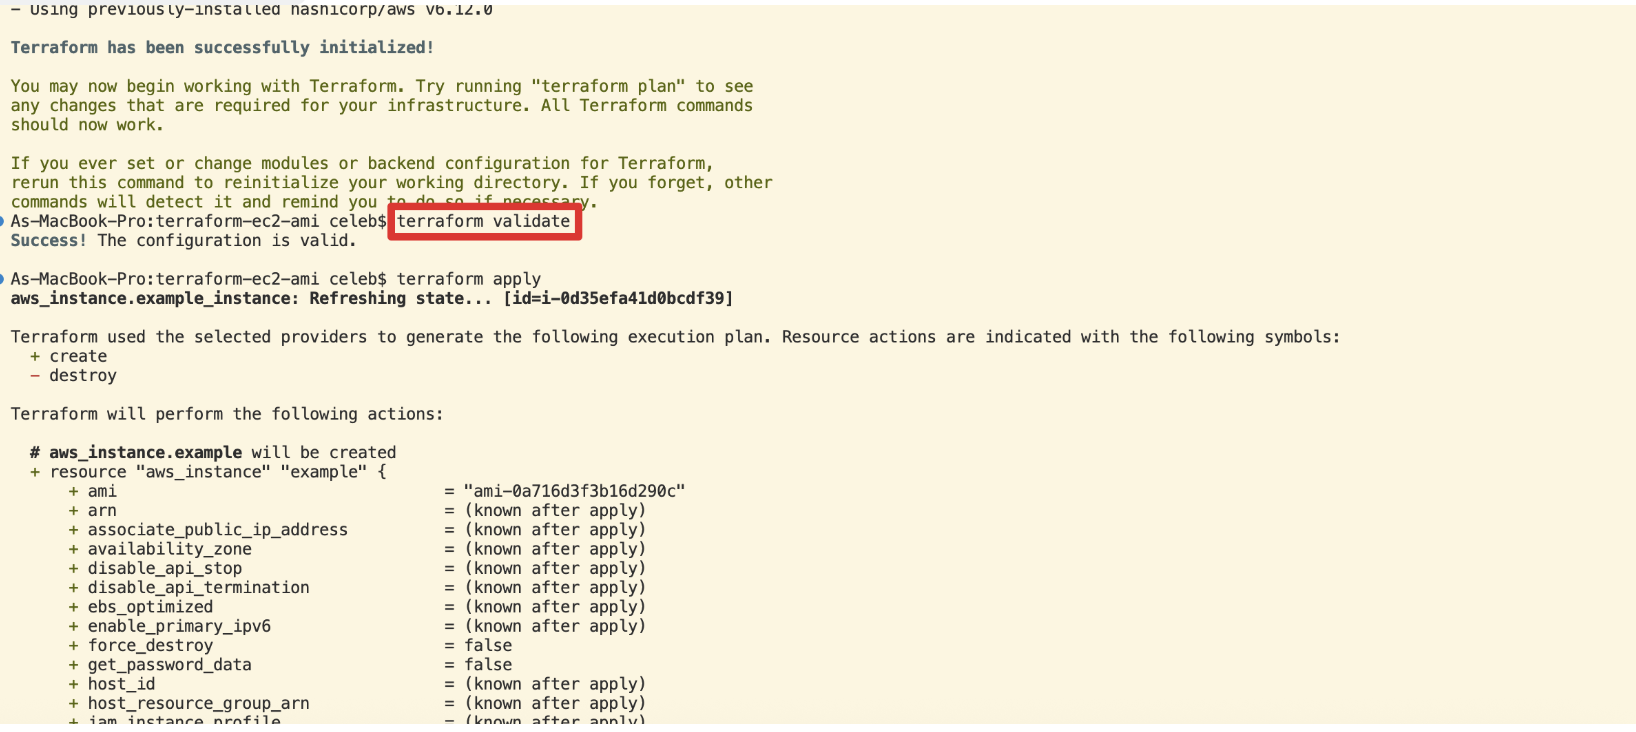 - Using previously-installed hashicorp/aws v6.12.0
Terraform has been successfully initialized!
You may now begin working with Terraform. Try running "terraform plan" to see
any changes that are required for your infrastructure. All Terraform commands
should now work.
If you ever set or change modules or backend configuration for Terraform,
rerun this command to reinitialize your working directory. If you forget, other
commands will detect it and remind you to do so if necessary.
As-MacBook-Pro:terraform-ec2-ami celeb$ terraform validate
Success! The configuration is valid.
As-MacBook-Pro:terraform-ec2-ami celeb$ terraform apply
aws_instance.example_instance: Refreshing state... [id=i-0d35efa41d0bcdf39]
Terraform used the selected providers to generate the following execution plan. Resource actions are indicated with the following symbols:
+ create
- destroy
Terraform will perform the following actions:
# aws_instance.example will be created
+ resource "aws_instance" "example" {
+ ami = "ami-0a716d3f3b16d290c"
+ arn = (known after apply)
+ associate_public_ip_address = (known after apply)
+ availability_zone = (known after apply)
+ disable_api_stop = (known after apply)
+ disable_api_termination = (known after apply)
+ ebs_optimized = (known after apply)
+ enable_primary_ipv6 = (known after apply)
+ force_destroy = false
+ get_password_data = false
+ host_id = (known after apply)
+ host_resource_group_arn = (known after apply)
+ iam_instance_profile = (known after apply)